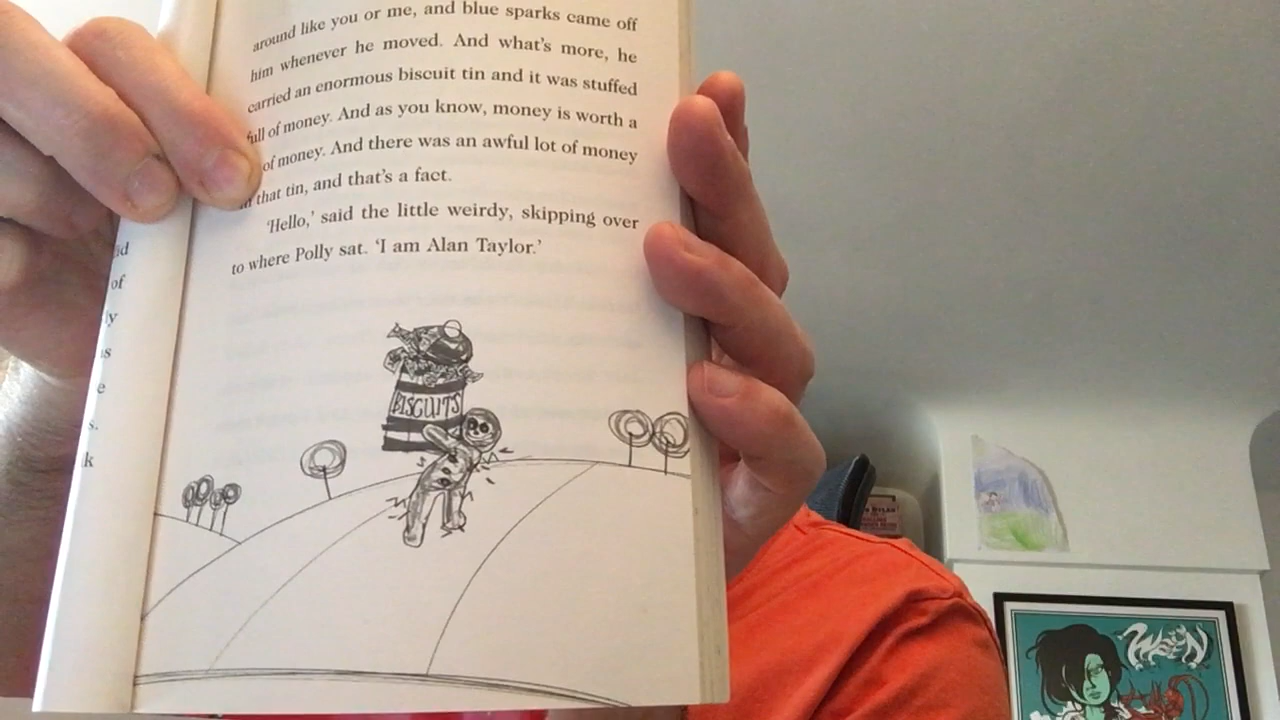 around like you or me, and blue sparks came off
him whenever he moved. And what's more, he
carried an enormous biscuit tin and it was stuffed
full of money. And as you know, money is worth a
of money. And there was an awful lot of money
that tin, and that's a fact.
'Hello,' said the little weirdy, skipping over
to where Polly sat. 'I am Alan Taylor.'
BISCUITS
of
k
WEEN